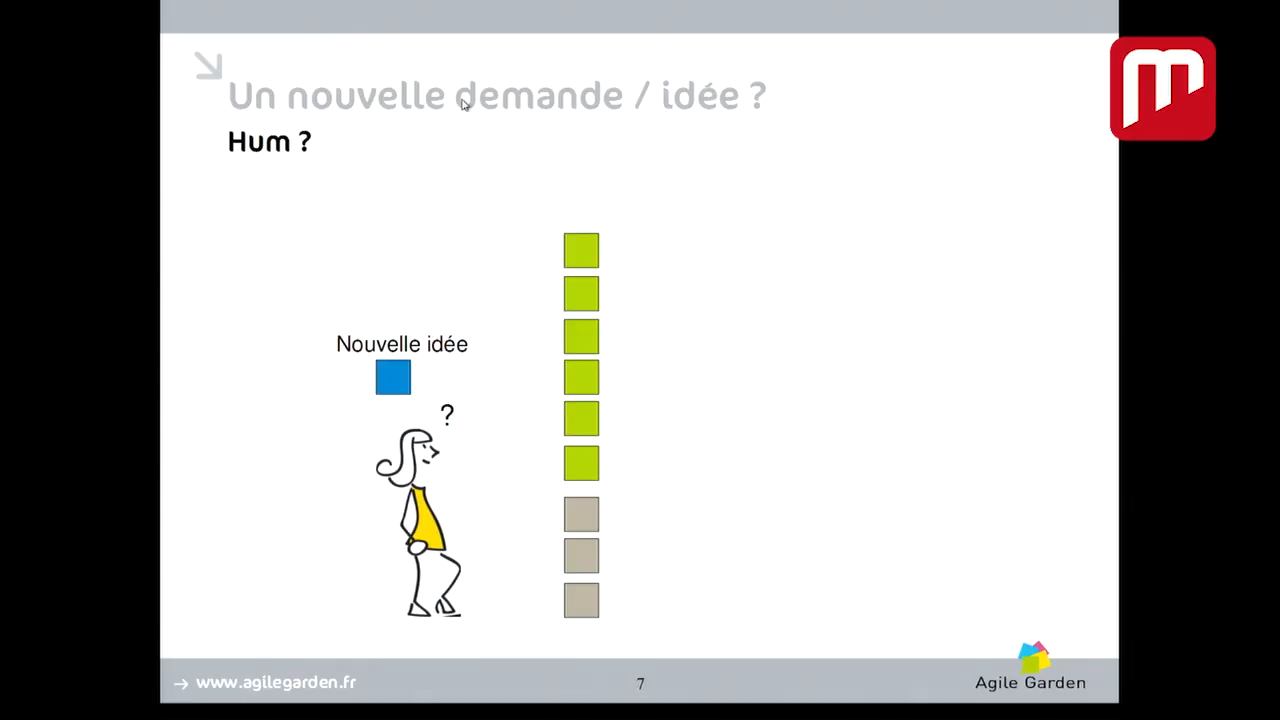 Un nouvelle demande / idée ?
Hum ?
Nouvelle idée
?
→ www.agilegarden.fr
7
Agile Garden